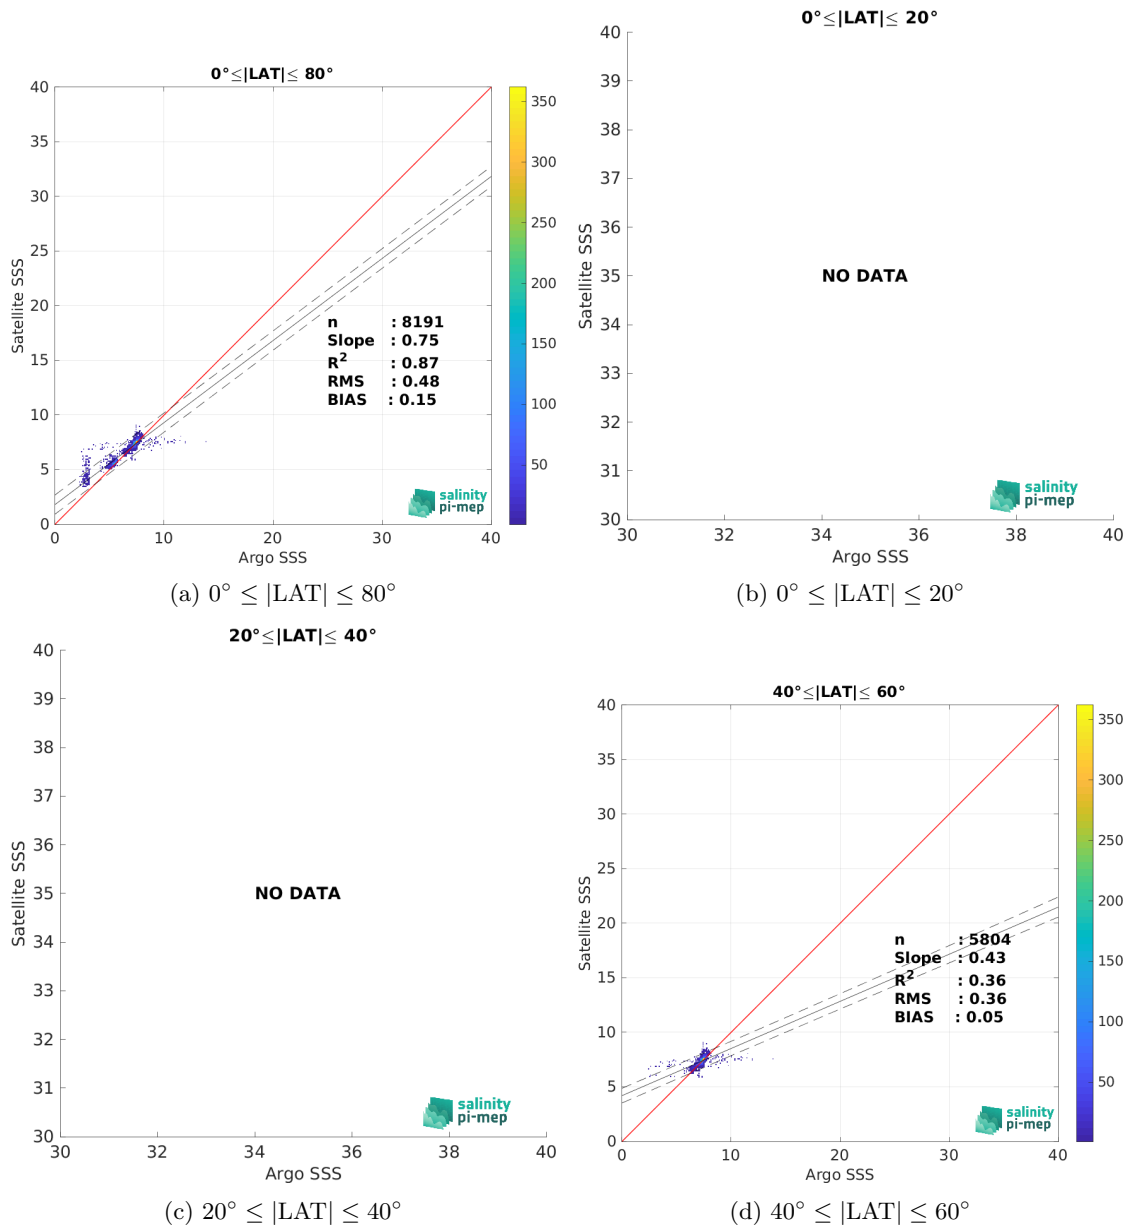 0°≤|LAT|≤ 80°
40
35
30
25
20
15
10
5
0
0
10
20
30
40
Satellite SSS
Argo SSS
n : 8191
Slope : 0.75
R2 : 0.87
RMS : 0.48
BIAS : 0.15
salinity
pi-mep
350
300
250
200
150
100
50
(a) 0° ≤ |LAT| ≤ 80°
0°≤|LAT|≤ 20°
40
39
38
37
36
35
34
33
32
31
30
30
32
34
36
38
40
Satellite SSS
Argo SSS
NO DATA
salinity
pi-mep
(b) 0° ≤ |LAT| ≤ 20°
20°≤|LAT|≤ 40°
40
39
38
37
36
35
34
33
32
31
30
30
32
34
36
38
40
Satellite SSS
Argo SSS
NO DATA
salinity
pi-mep
(c) 20° ≤ |LAT| ≤ 40°
40°≤|LAT|≤ 60°
40
35
30
25
20
15
10
5
0
0
10
20
30
40
Satellite SSS
Argo SSS
n : 5804
Slope : 0.43
R2 : 0.36
RMS : 0.36
BIAS : 0.05
salinity
pi-mep
350
300
250
200
150
100
50
(d) 40° ≤ |LAT| ≤ 60°